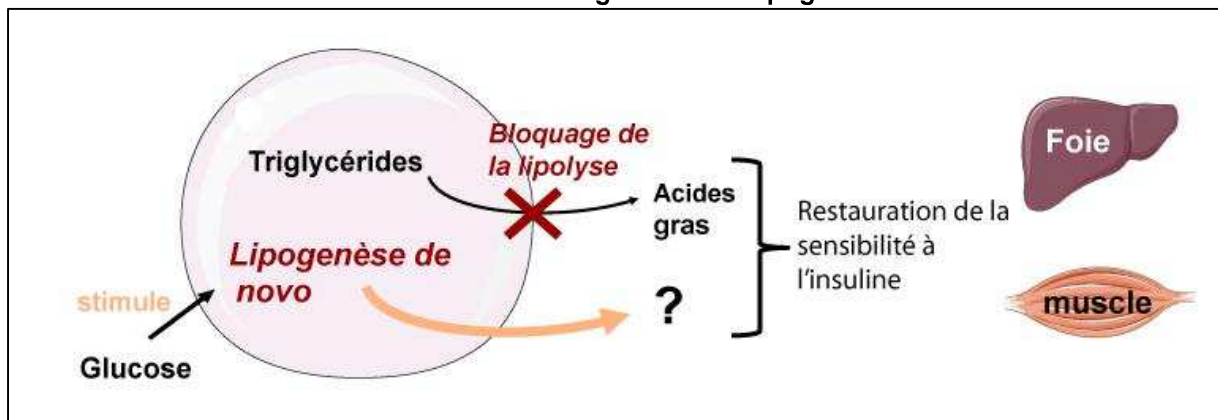 Bloquage de
la lipolyse
Triglycérides
Acides
gras
Lipogenèse de
novo
stimule
Glucose
?
Restauration de la
sensibilité à
l'insuline
Foie
muscle